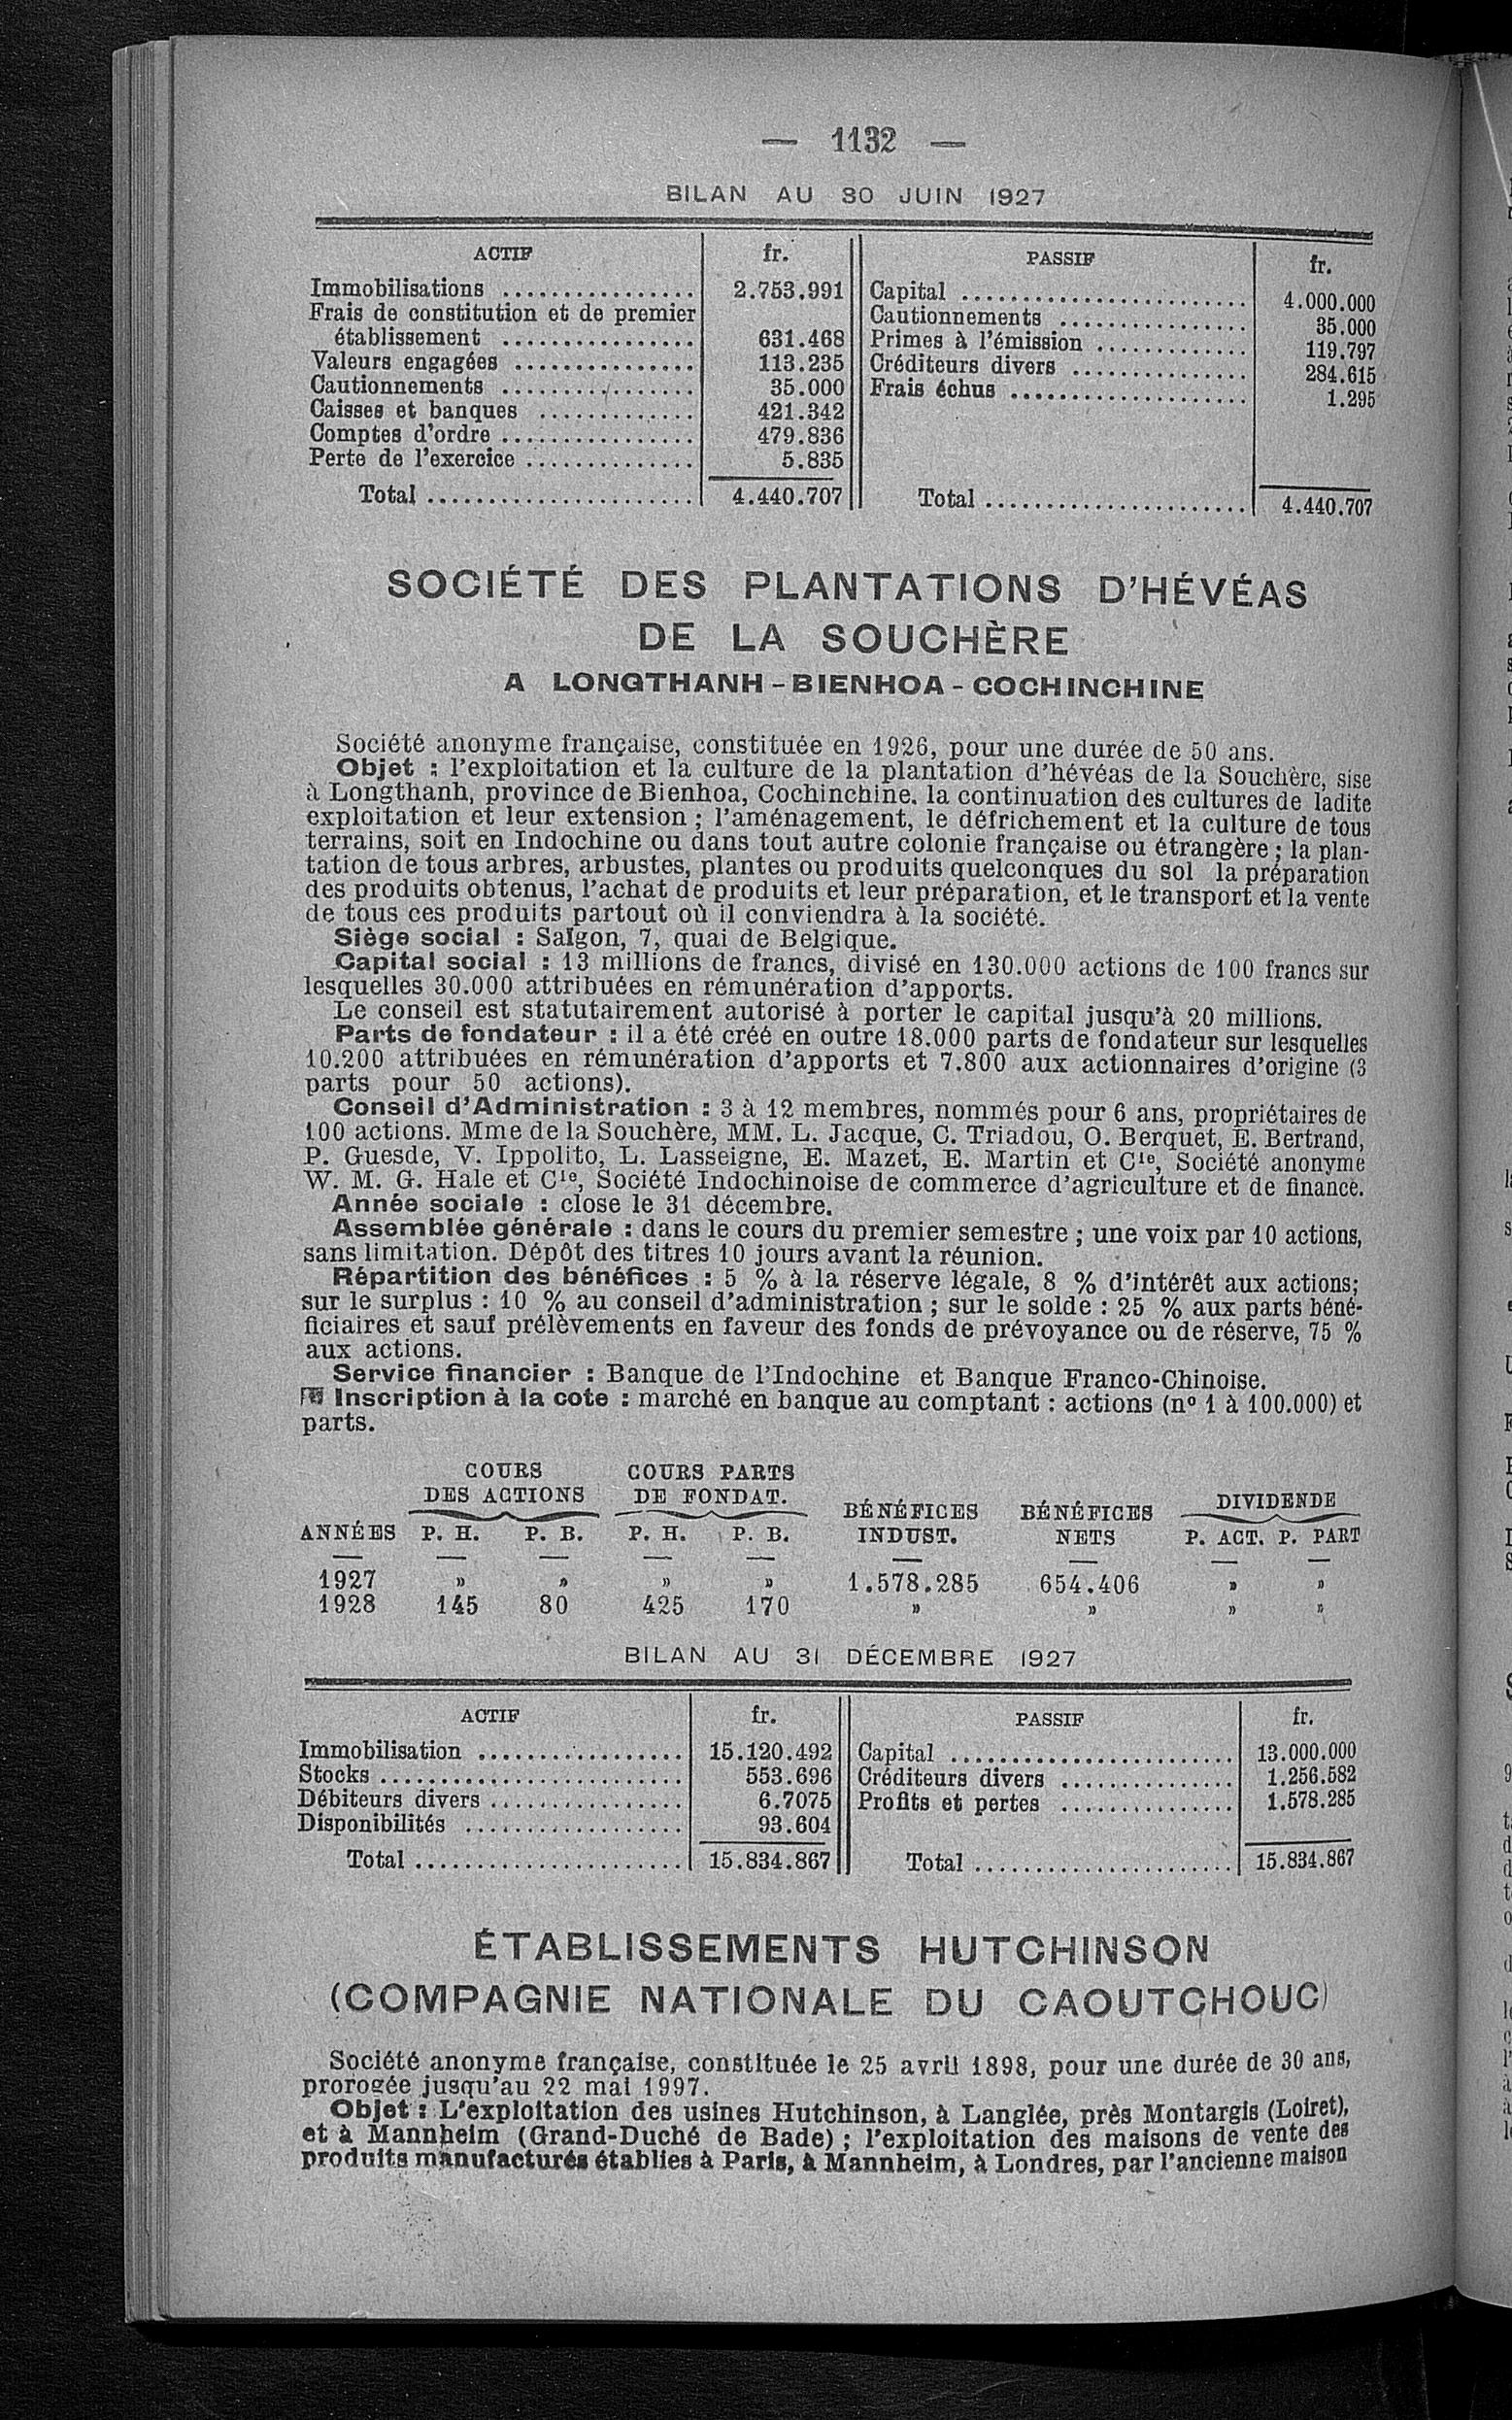 — 1132 —
BILAN AU 30 JUIN 1927
ACTIF fr. PASSIF fr.
Immobilisations ................ 2.753.991 Capital ........................ 4.000.000
Frais de constitution et de premier Cautionnements ................ 35.000
établissement ................ 631.468 Primes à l'émission ............. 119.797
Valeurs engagées ............... 113.235 Créditeurs divers ............... 284.615
Cautionnements ................ 35.000 Frais échus .................... 1.295
Caisses et banques ............. 421.342
Comptes d'ordre ................ 479.836
Perte de l'exercice .............. 5.835
Total ...................... 4.440.707 Total ...................... 4.440.707
SOCIÉTÉ DES PLANTATIONS D'HÉVÉAS
DE LA SOUCHÈRE
A LONGTHANH - BIENHOA - COCHINCHINE
Société anonyme française, constituée en 1926, pour une durée de 50 ans.
Objet : l'exploitation et la culture de la plantation d'hévéas de la Souchère, sise
à Longthanh, province de Bienhoa, Cochinchine. la continuation des cultures de ladite
exploitation et leur extension ; l'aménagement, le défrichement et la culture de tous
terrains, soit en Indochine ou dans tout autre colonie française ou étrangère ; la plan-
tation de tous arbres, arbustes, plantes ou produits quelconques du sol la préparation
des produits obtenus, l'achat de produits et leur préparation, et le transport et la vente
de tous ces produits partout où il conviendra à la société.
Siège social : Saïgon, 7, quai de Belgique.
Capital social : 13 millions de francs, divisé en 130.000 actions de 100 francs sur
lesquelles 30.000 attribuées en rémunération d'apports.
Le conseil est statutairement autorisé à porter le capital jusqu'à 20 millions.
Parts de fondateur : il a été créé en outre 18.000 parts de fondateur sur lesquelles
10.200 attribuées en rémunération d'apports et 7.800 aux actionnaires d'origine (3
parts pour 50 actions).
Conseil d'Administration : 3 à 12 membres, nommés pour 6 ans, propriétaires de
100 actions. Mme de la Souchère, MM. L. Jacque, C. Triadou, O. Berquet, E. Bertrand,
P. Guesde, V. Ippolito, L. Lasseigne, E. Mazet, E. Martin et Cie, Société anonyme
W. M. G. Hale et Cie, Société Indochinoise de commerce d'agriculture et de finance.
Année sociale : close le 31 décembre.
Assemblée générale : dans le cours du premier semestre ; une voix par 10 actions,
sans limitation. Dépôt des titres 10 jours avant la réunion.
Répartition des bénéfices : 5 % à la réserve légale, 8 % d'intérêt aux actions;
sur le surplus : 10 % au conseil d'administration ; sur le solde : 25 % aux parts béné-
ficiaires et sauf prélèvements en faveur des fonds de prévoyance ou de réserve, 75 %
aux actions.
Service financier : Banque de l'Indochine et Banque Franco-Chinoise.
Inscription à la cote : marché en banque au comptant : actions (nº 1 à 100.000) et
parts.
COURS COURS PARTS
DES ACTIONS DE FONDAT. BÉNÉFICES BÉNÉFICES DIVIDENDE
ANNÉES P. H. P. B. P. H. P. B. INDUST. NETS P. ACT. P. PART
1927 » » » » 1.578.285 654.406 » »
1928 145 80 425 170 » » » »
BILAN AU 31 DÉCEMBRE 1927
ACTIF fr. PASSIF fr.
Immobilisation ................. 15.120.492 Capital ........................ 13.000.000
Stocks ......................... 553.696 Créditeurs divers ............... 1.256.582
Débiteurs divers ................ 6.7075 Profits et pertes ............... 1.578.285
Disponibilités .................. 93.604
Total ...................... 15.834.867 Total ...................... 15.834.867
ÉTABLISSEMENTS HUTCHINSON
(COMPAGNIE NATIONALE DU CAOUTCHOUC)
Société anonyme française, constituée le 25 avril 1898, pour une durée de 30 ans,
prorogée jusqu'au 22 mai 1997.
Objet : L'exploitation des usines Hutchinson, à Langlée, près Montargis (Loiret),
et à Mannheim (Grand-Duché de Bade) ; l'exploitation des maisons de vente des
produits manufacturés établies à Paris, à Mannheim, à Londres, par l'ancienne maison